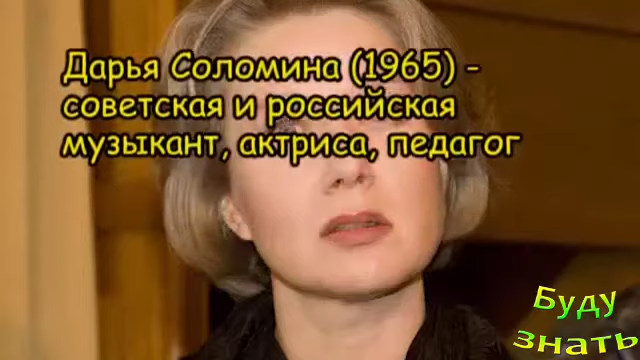 Дарья Соломина (1965) -
советская и российская
музыкант, актриса, педагог
Буду
знать